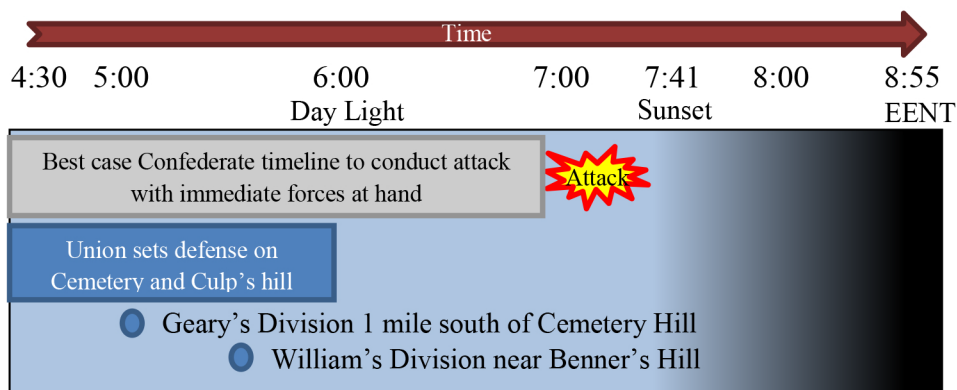 Time
4:30 5:00 6:00 7:00 7:41 8:00 8:55
Day Light Sunset EENT
Best case Confederate timeline to conduct attack
with immediate forces at hand
Attack
Union sets defense on
Cemetery and Culp’s hill
Geary’s Division 1 mile south of Cemetery Hill
William’s Division near Benner’s Hill